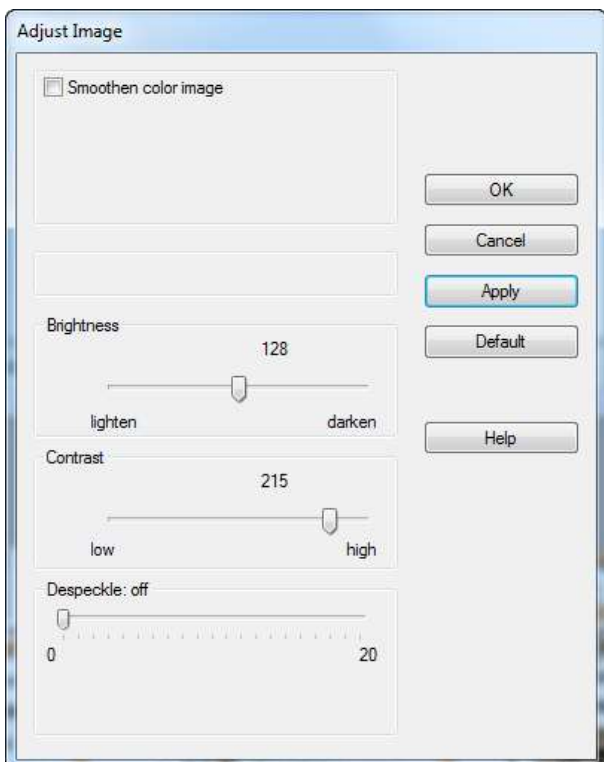 Adjust Image
Smoothen color image
OK
Cancel
Apply
Default
Help
Brightness
128
lighten darken
Contrast
215
low high
Despeckle: off
0 20